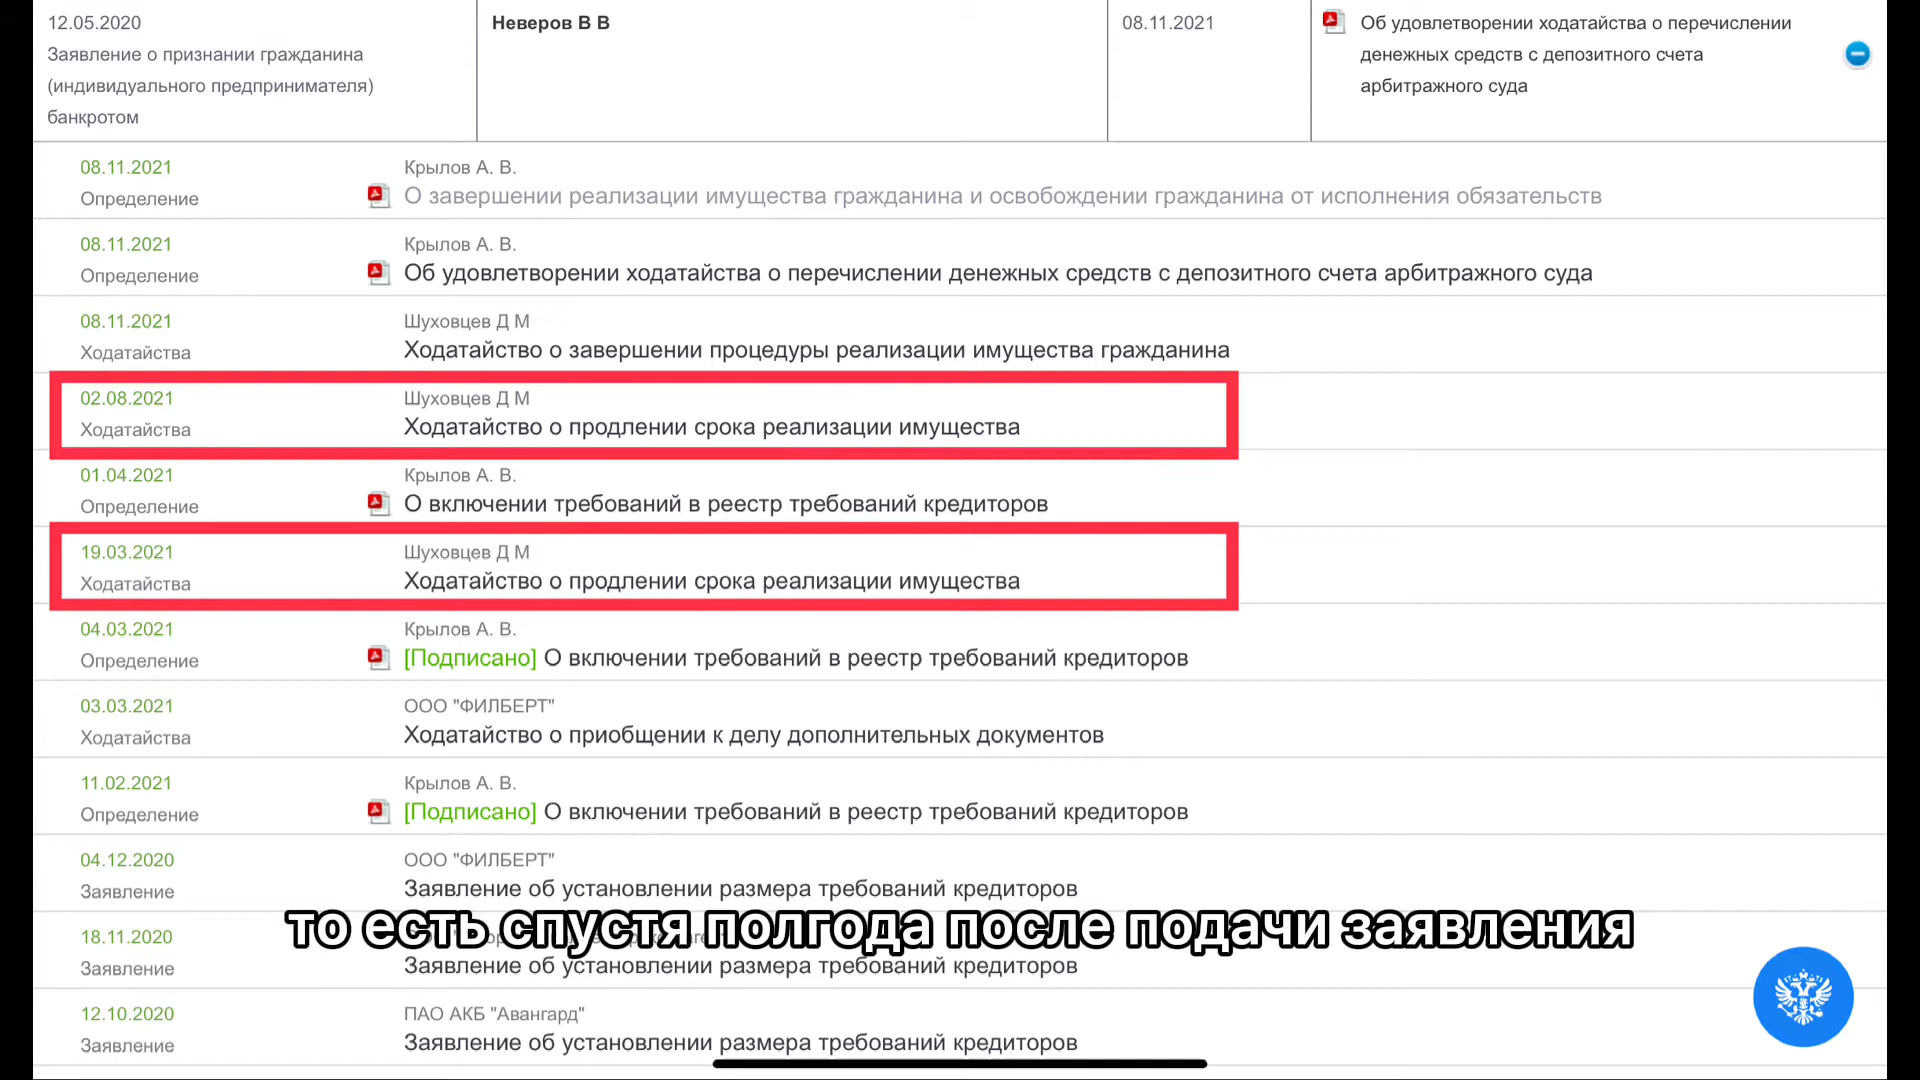 12.05.2020
Заявление о признании гражданина
(индивидуального предпринимателя)
банкротом
Неверов В В
08.11.2021
Об удовлетворении ходатайства о перечислении
денежных средств с депозитного счета
арбитражного суда
08.11.2021
Определение
Крылов А. В.
О завершении реализации имущества гражданина и освобождении гражданина от исполнения обязательств
08.11.2021
Определение
Крылов А. В.
Об удовлетворении ходатайства о перечислении денежных средств с депозитного счета арбитражного суда
08.11.2021
Ходатайства
Шуховцев Д М
Ходатайство о завершении процедуры реализации имущества гражданина
02.08.2021
Ходатайства
Шуховцев Д М
Ходатайство о продлении срока реализации имущества
01.04.2021
Определение
Крылов А. В.
О включении требований в реестр требований кредиторов
19.03.2021
Ходатайства
Шуховцев Д М
Ходатайство о продлении срока реализации имущества
04.03.2021
Определение
Крылов А. В.
[Подписано] О включении требований в реестр требований кредиторов
03.03.2021
Ходатайства
ООО "ФИЛБЕРТ"
Ходатайство о приобщении к делу дополнительных документов
11.02.2021
Определение
Крылов А. В.
[Подписано] О включении требований в реестр требований кредиторов
04.12.2020
Заявление
ООО "ФИЛБЕРТ"
Заявление об установлении размера требований кредиторов
то есть спустя полгода после подачи заявления
18.11.2020
Заявление
Заявление об установлении размера требований кредиторов
12.10.2020
Заявление
ПАО АКБ "Авангард"
Заявление об установлении размера требований кредиторов